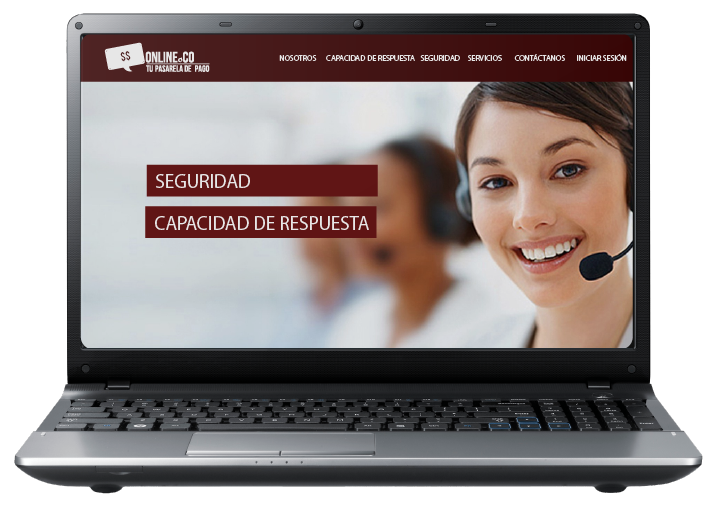 $$
ONLINE.CO
TU PASARELA DE PAGO
NOSOTROS CAPACIDAD DE RESPUESTA SEGURIDAD SERVICIOS CONTÁCTANOS INICIAR SESIÓN
SEGURIDAD
CAPACIDAD DE RESPUESTA